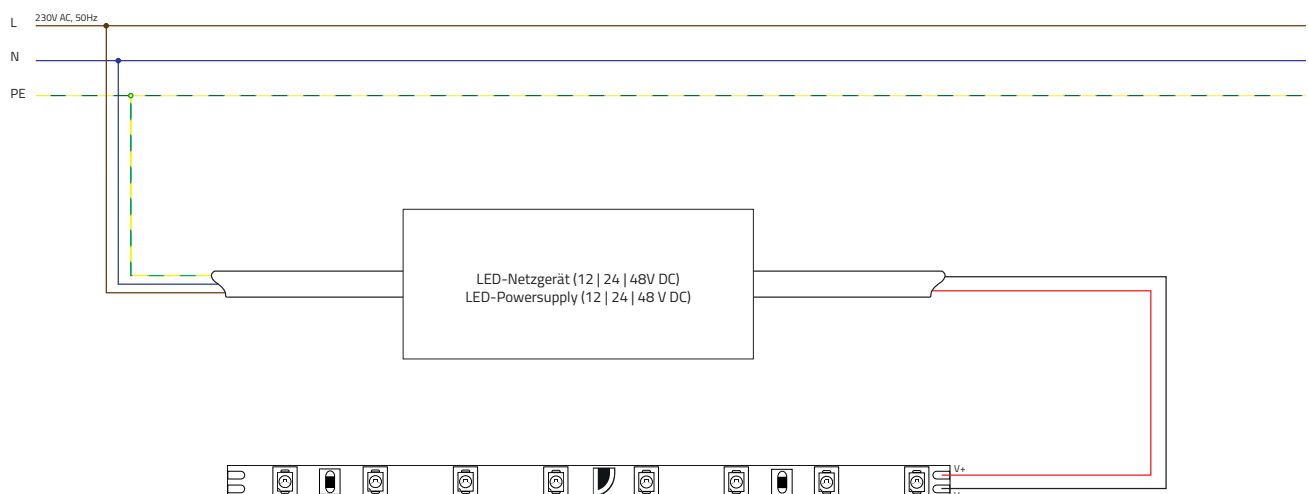 230V AC, 50Hz
L
N
PE
LED-Netzgerät (12 | 24 | 48V DC)
LED-Powersupply (12 | 24 | 48 V DC)
V+